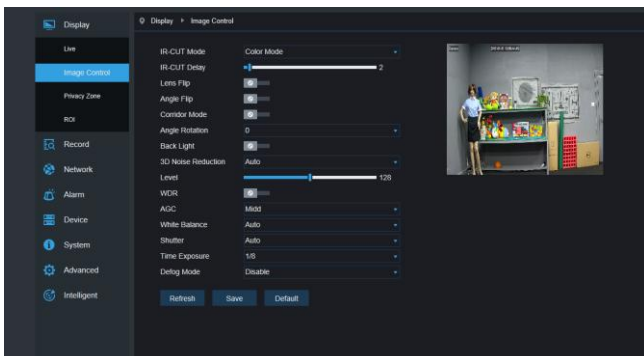 Display
Live
Image Control
Privacy Zone
ROI
Record
Network
Alarm
Device
System
Advanced
Intelligent
Display ▸ Image Control
IR-CUT Mode Color Mode
IR-CUT Delay 2
Lens Flip
Angle Flip
Corridor Mode
Angle Rotation 0
Back Light
3D Noise Reduction Auto
Level 128
WDR
AGC Midd
White Balance Auto
Shutter Auto
Time Exposure 1/8
Defog Mode Disable
Refresh Save Default